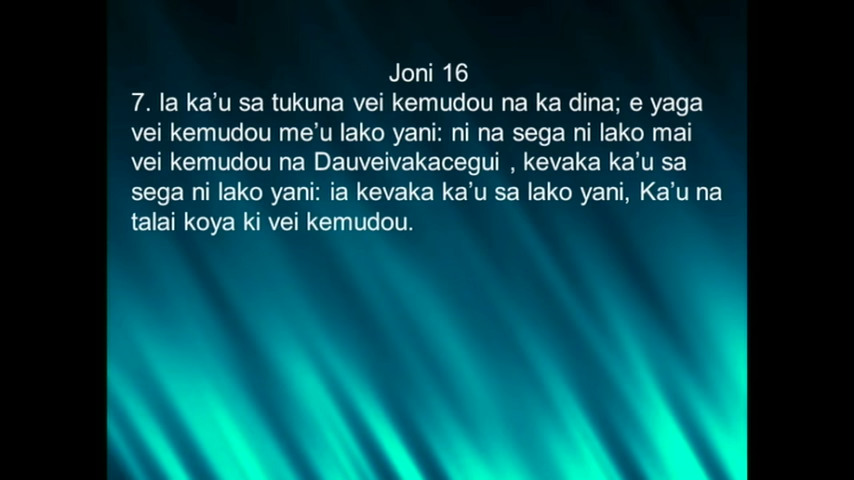 Joni 16
7. Ia ka’u sa tukuna vei kemudou na ka dina; e yaga
vei kemudou me’u lako yani: ni na sega ni lako mai
vei kemudou na Dauveivakacegui , kevaka ka’u sa
sega ni lako yani: ia kevaka ka’u sa lako yani, Ka’u na
talai koya ki vei kemudou.